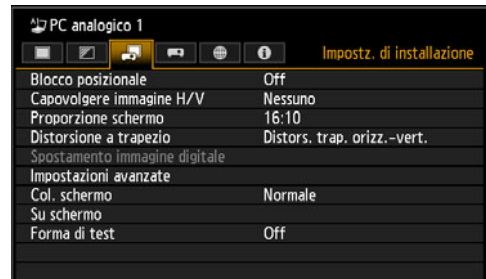 PC analogico 1
Impostz. di installazione
Blocco posizionale Off
Capovolgere immagine H/V Nessuno
Proporzione schermo 16:10
Distorsione a trapezio Distors. trap. orizz.-vert.
Spostamento immagine digitale
Impostazioni avanzate
Col. schermo Normale
Su schermo
Forma di test Off